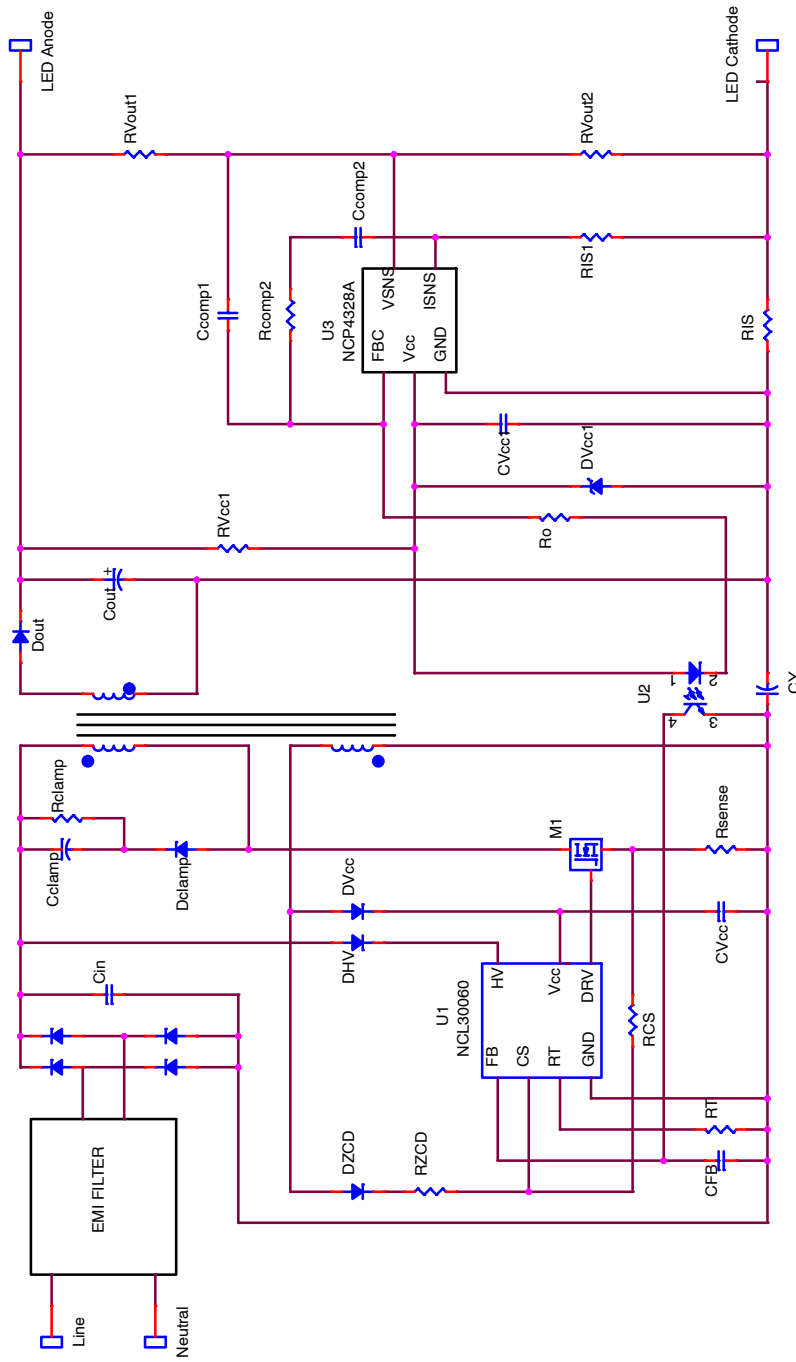 Line
Neutral
EMI FILTER
Cin
Cclamp
Rclamp
Dclamp
DHV
DVcc
DZCD
RZCD
U1
NCL30060
HV
Vcc
DRV
FB
CS
RT
GND
M1
RCS
Rsense
CVcc
CFB
RT
Dout
Cout
+
RVcc1
U2
1
2
4
3
CY
Ro
DVcc1
CVcc1
U3
NCP4328A
FBC
Vcc
GND
VSNS
ISNS
Ccomp1
Rcomp2
Ccomp2
RVout1
RVout2
RIS1
RIS
LED Anode
LED Cathode